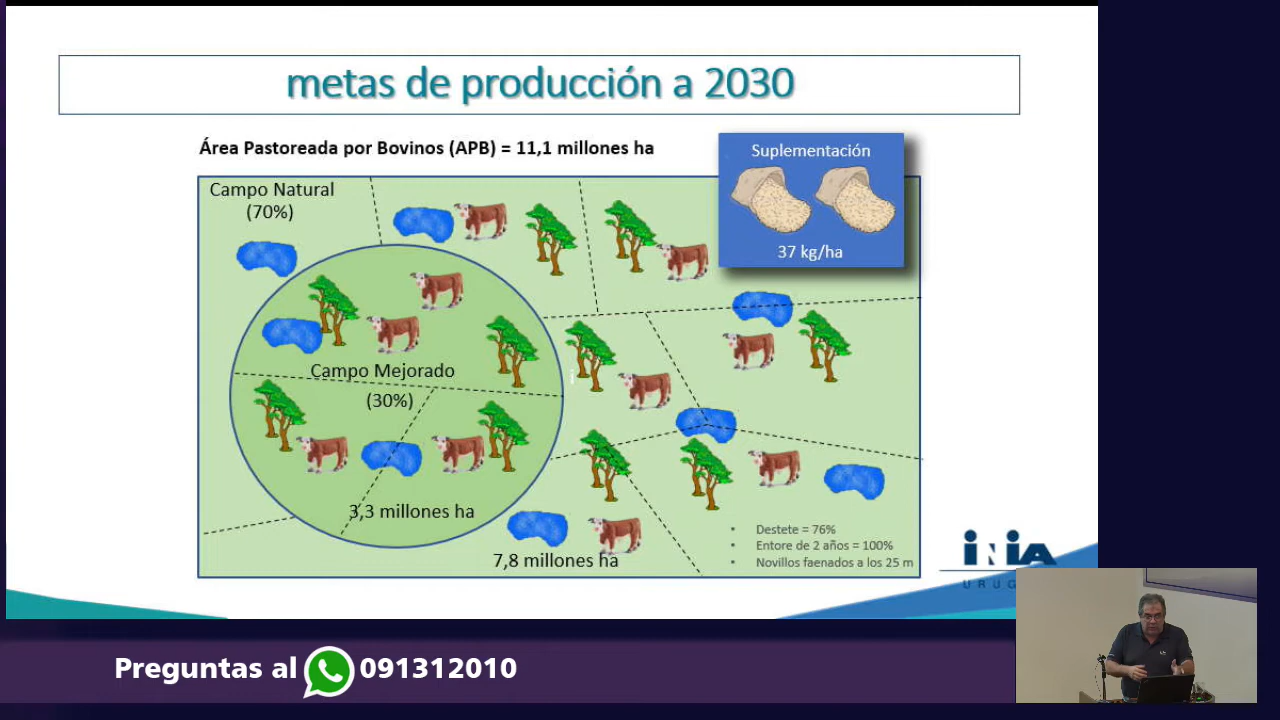 metas de producción a 2030
Área Pastoreada por Bovinos (APB) = 11,1 millones ha
Suplementación
37 kg/ha
Campo Natural
(70%)
Campo Mejorado
(30%)
3,3 millones ha
7,8 millones ha
• Destete = 76%
• Entore de 2 años = 100%
• Novillos faenados a los 25 m
INIA
URUG
Preguntas al 091312010